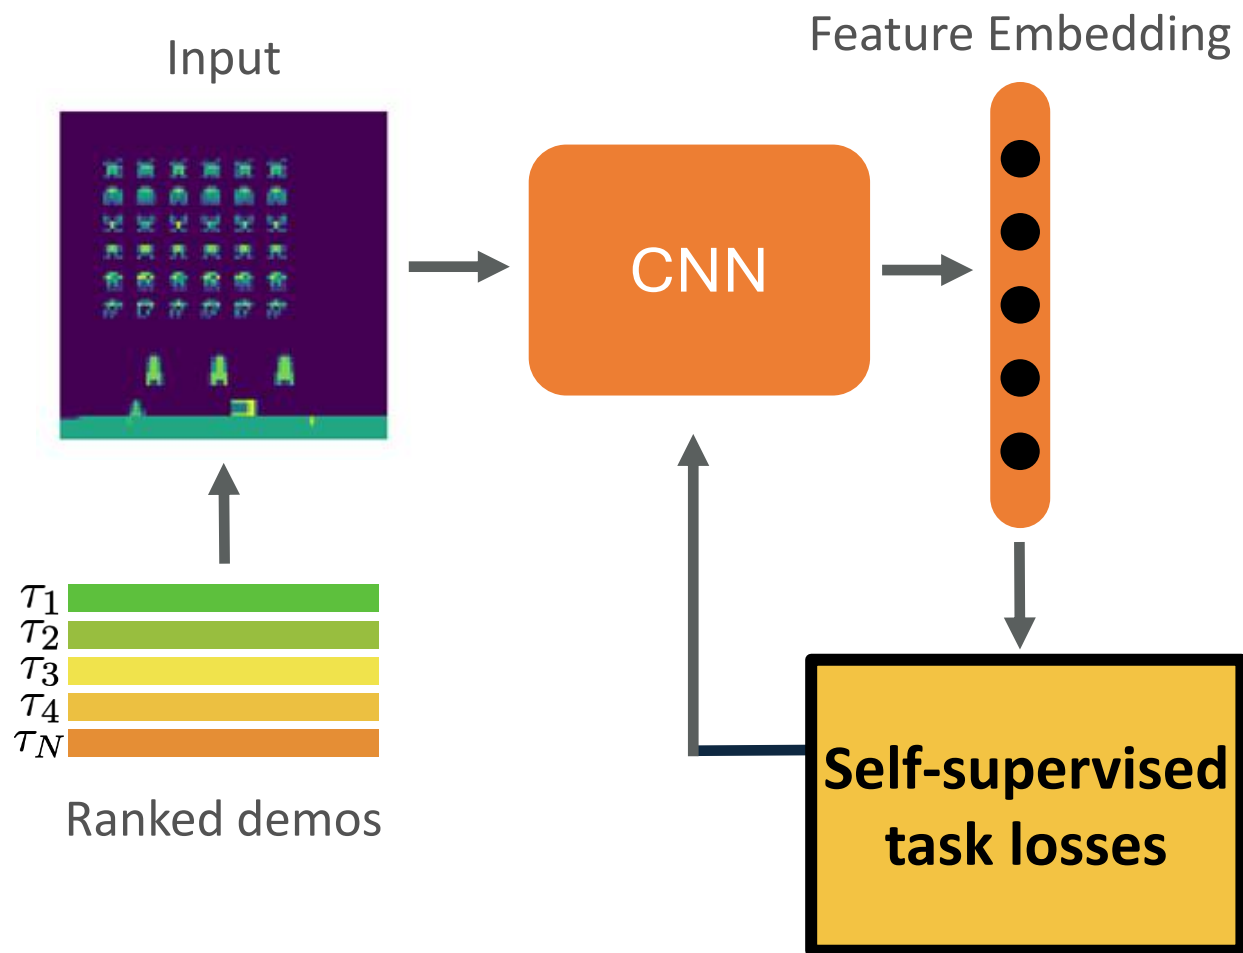 Input
Feature Embedding
CNN
τ1
τ2
τ3
τ4
τN
Ranked demos
Self-supervised
task losses